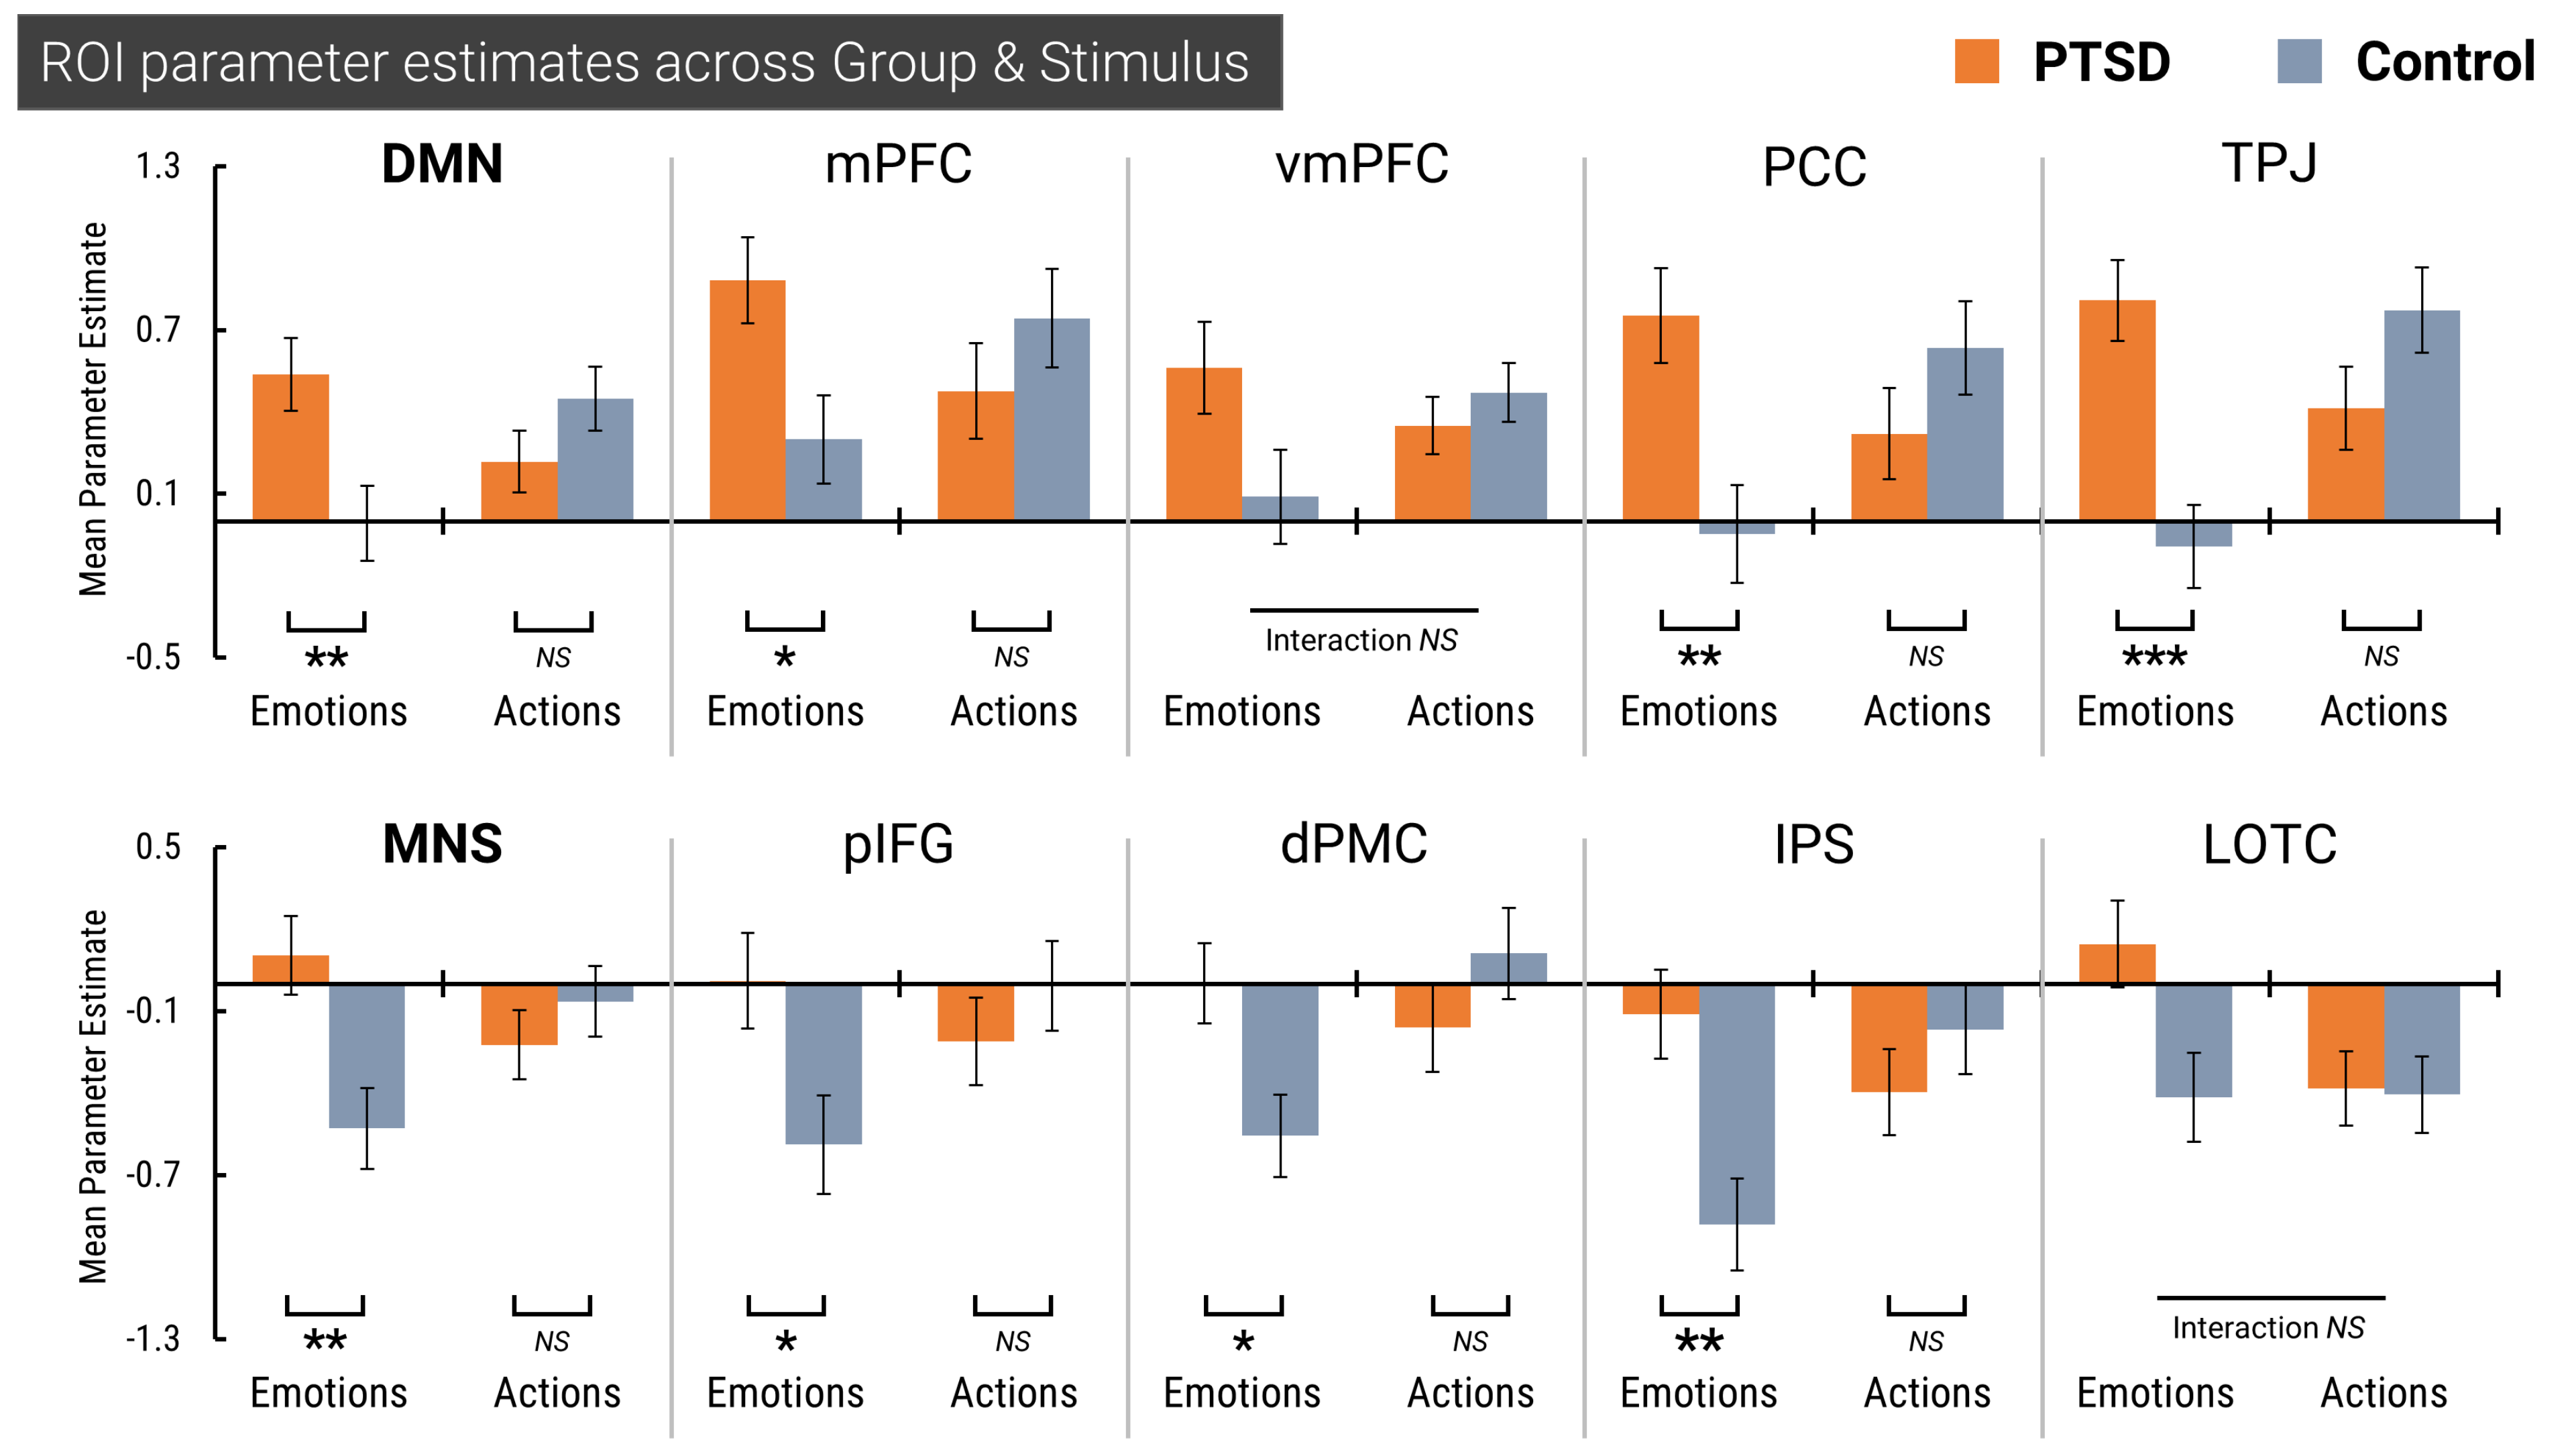 ROI parameter estimates across Group & Stimulus
PTSD Control
DMN mPFC vmPFC PCC TPJ
Mean Parameter Estimate
1.3
0.7
0.1
-0.5
** NS * NS Interaction NS ** NS *** NS
Emotions Actions Emotions Actions Emotions Actions Emotions Actions Emotions Actions
MNS pIFG dPMC IPS LOTC
Mean Parameter Estimate
0.5
-0.1
-0.7
-1.3
** NS * NS * NS ** NS Interaction NS
Emotions Actions Emotions Actions Emotions Actions Emotions Actions Emotions Actions